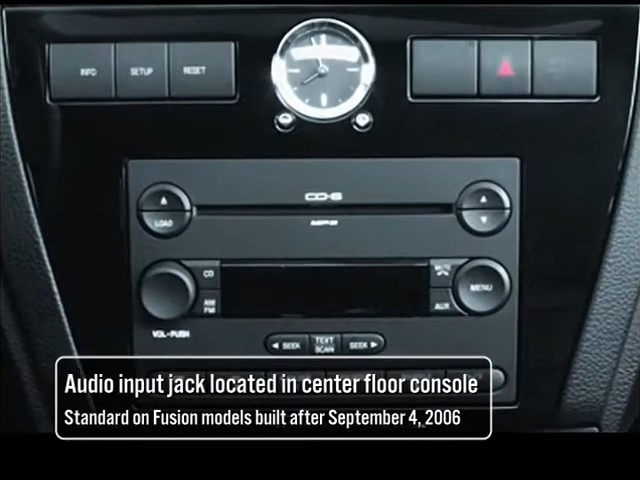 INFO
SETUP
RESET
CD-6
LOAD
MP3
CD
MUTE
MENU
AM
FM
AUX
VOL-PUSH
SEEK
TEXT
SCAN
SEEK
Audio input jack located in center floor console
Standard on Fusion models built after September 4, 2006